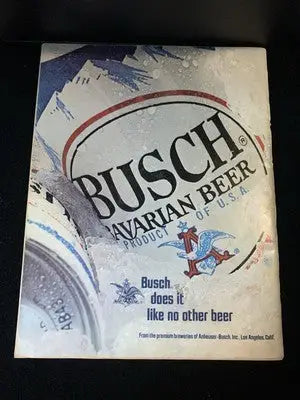 BUSCH®
BAVARIAN BEER
PRODUCT OF U.S.A.
Busch®
does it
like no other beer
From the premium breweries of Anheuser-Busch, Inc., Los Angeles, Calif.